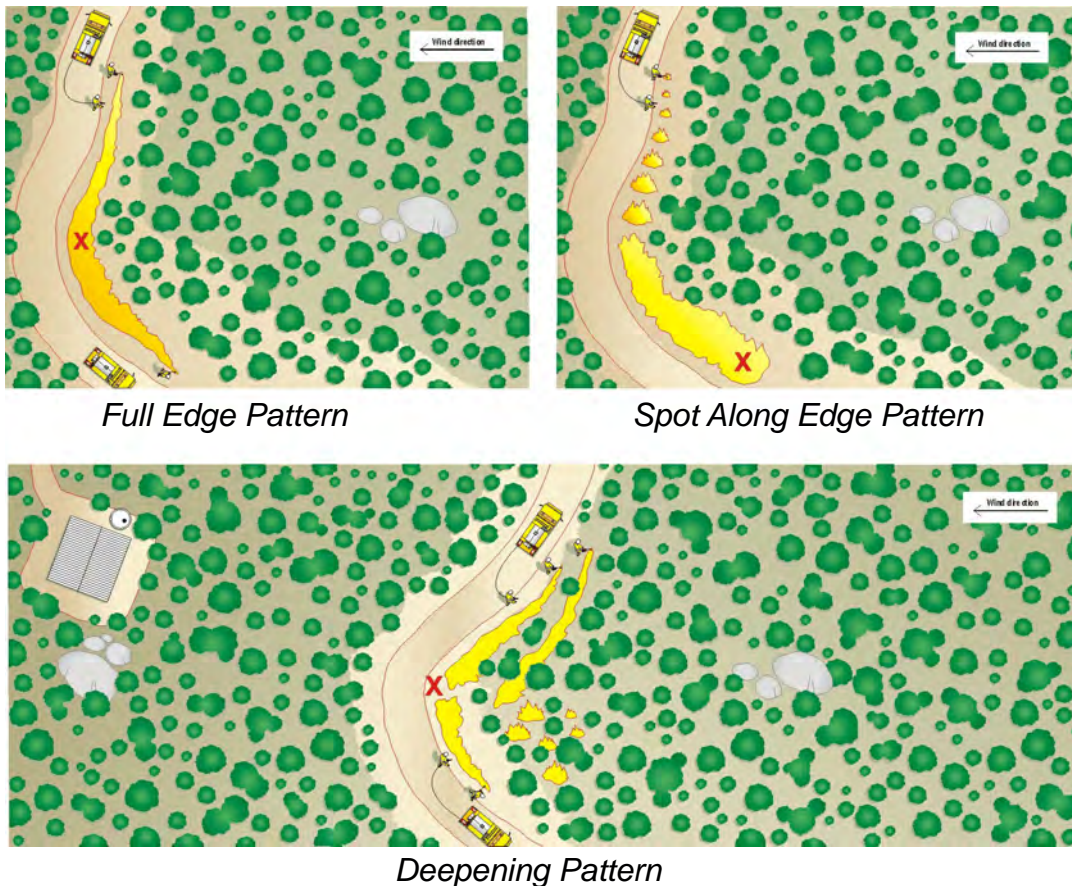 Wind direction
Wind direction
X
X
Full Edge Pattern
Spot Along Edge Pattern
Wind direction
X
Deepening Pattern